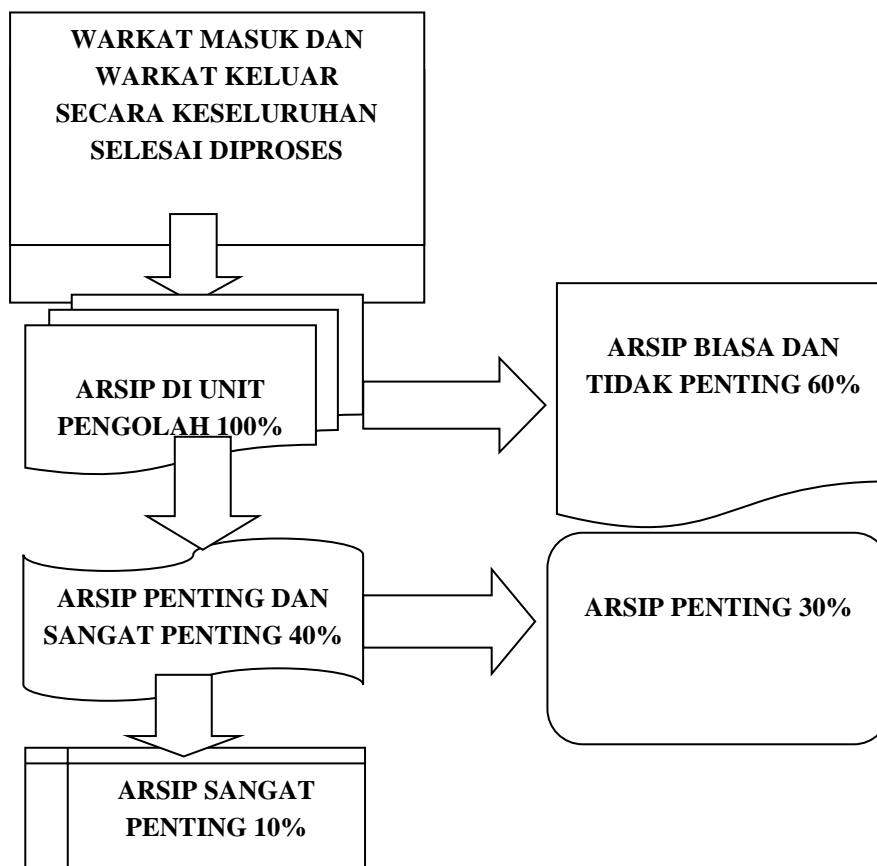 WARKAT MASUK DAN
WARKAT KELUAR
SECARA KESELURUHAN
SELESAI DIPROSES
ARSIP DI UNIT
PENGOLAH 100%
ARSIP BIASA DAN
TIDAK PENTING 60%
ARSIP PENTING DAN
SANGAT PENTING 40%
ARSIP PENTING 30%
ARSIP SANGAT
PENTING 10%